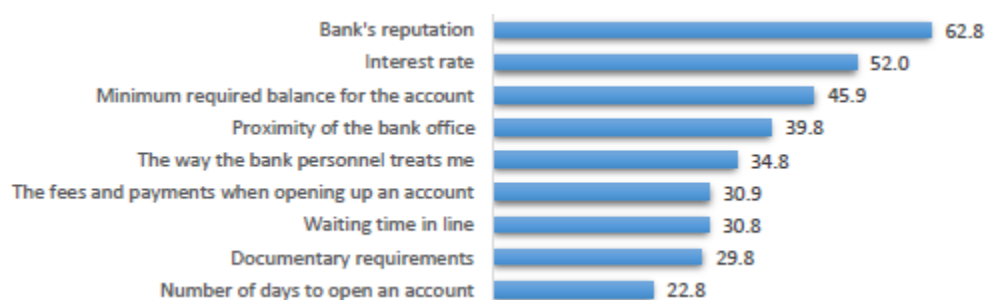 Bank's reputation 62.8
Interest rate 52.0
Minimum required balance for the account 45.9
Proximity of the bank office 39.8
The way the bank personnel treats me 34.8
The fees and payments when opening up an account 30.9
Waiting time in line 30.8
Documentary requirements 29.8
Number of days to open an account 22.8